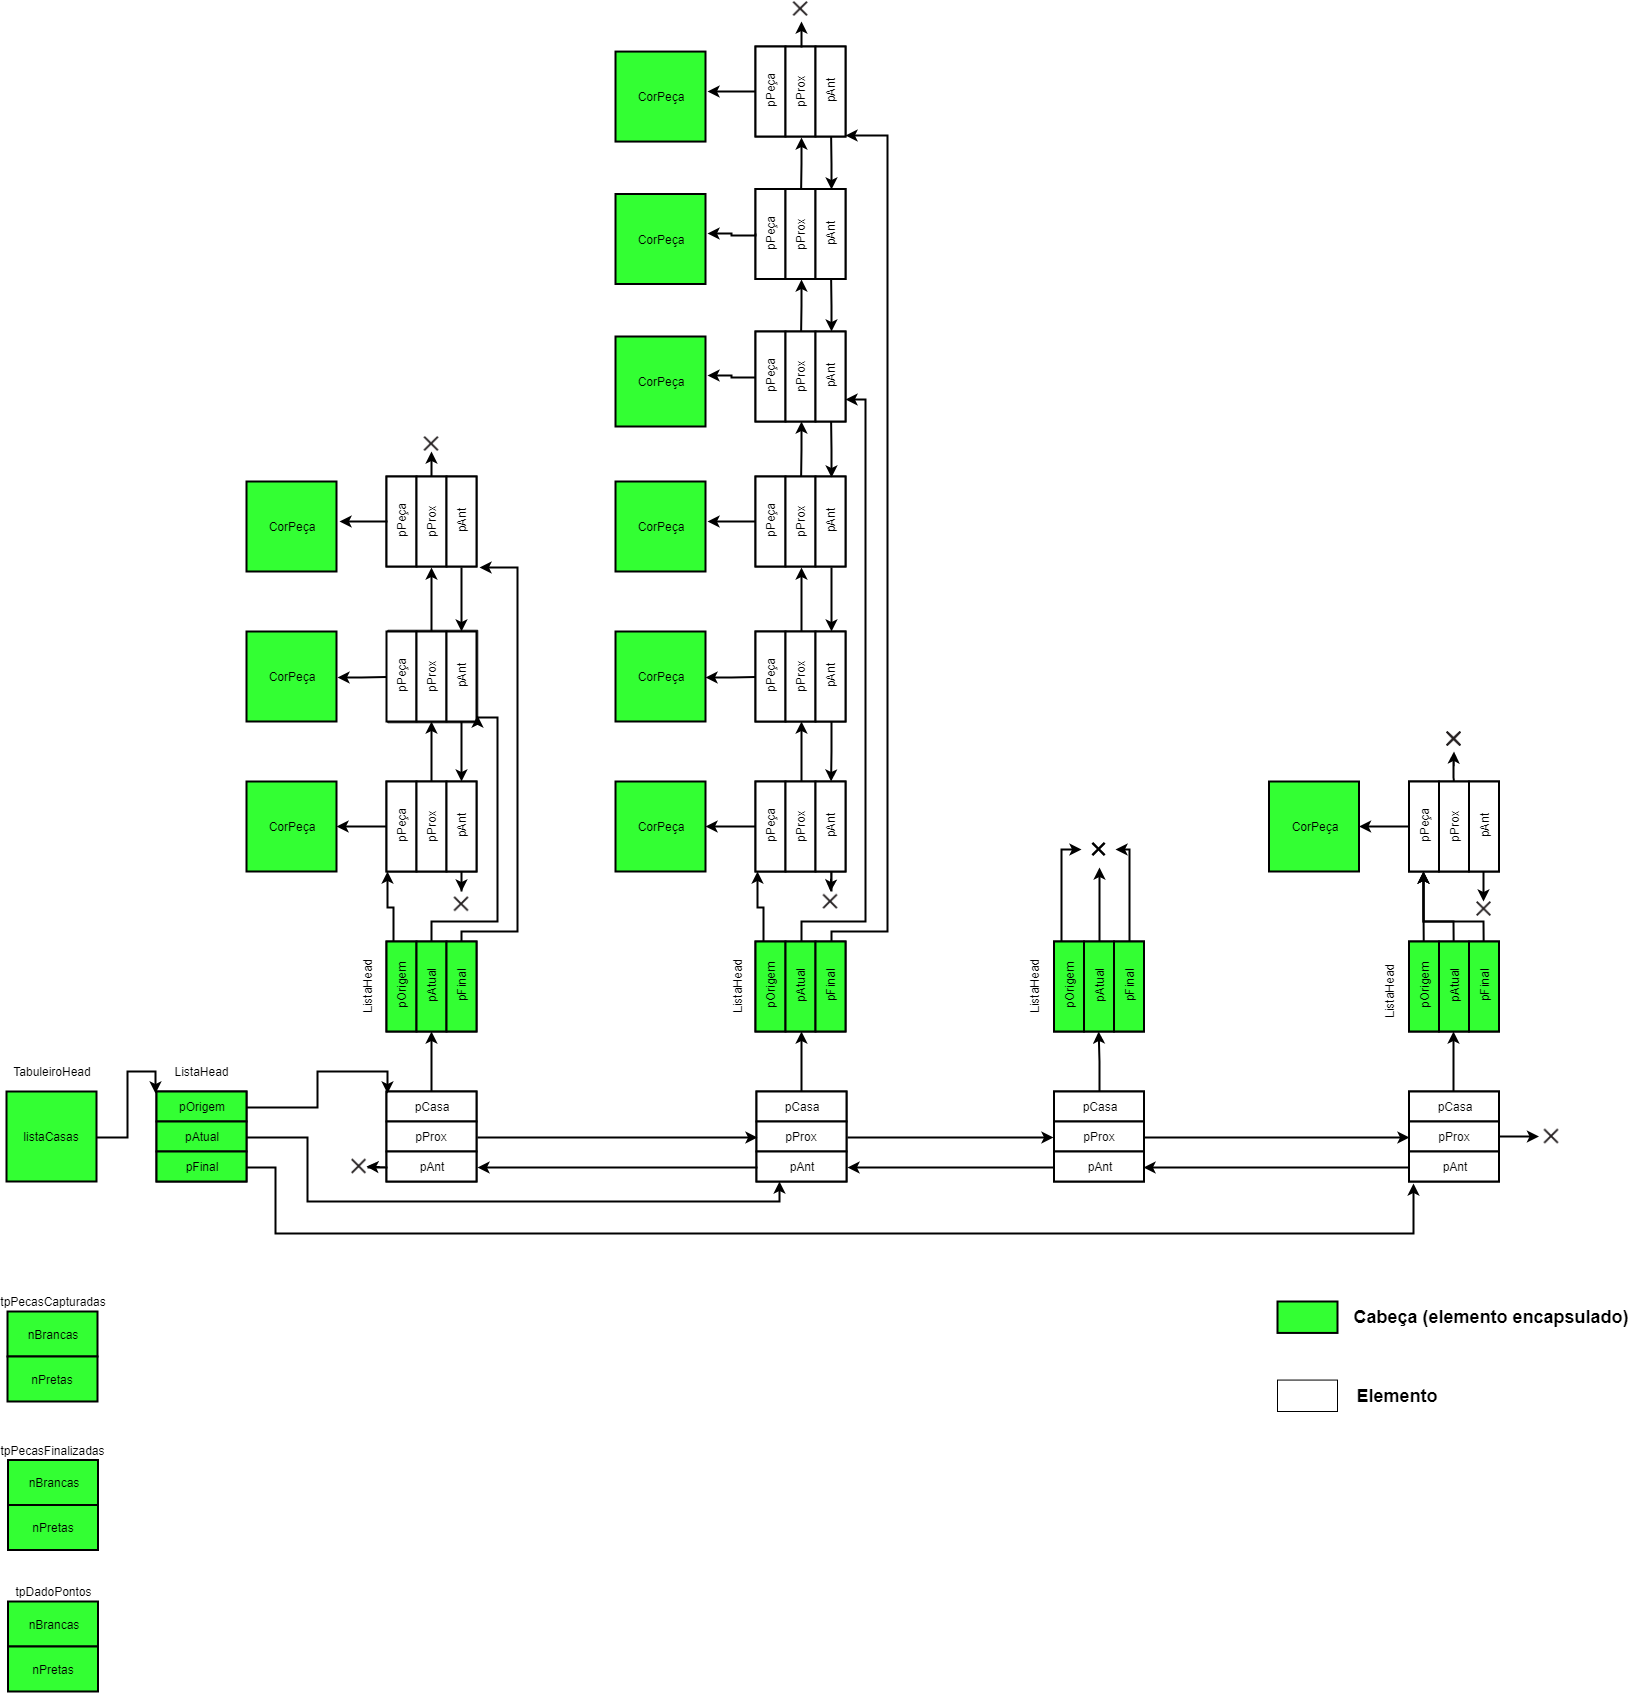 CorPeça
pPeça
pProx
pAnt
CorPeça
pPeça
pProx
pAnt
CorPeça
pPeça
pProx
pAnt
CorPeça
pPeça
pProx
pAnt
CorPeça
pPeça
pProx
pAnt
CorPeça
pPeça
pProx
pAnt
CorPeça
pPeça
pProx
pAnt
CorPeça
pPeça
pProx
pAnt
CorPeça
pPeça
pProx
pAnt
CorPeça
pPeça
pProx
pAnt
ListaHead
pOrigem
pAtual
pFinal
ListaHead
pOrigem
pAtual
pFinal
ListaHead
pOrigem
pAtual
pFinal
ListaHead
pOrigem
pAtual
pFinal
TabuleiroHead
listaCasas
ListaHead
pOrigem
pAtual
pFinal
pCasa
pProx
pAnt
pCasa
pProx
pAnt
pCasa
pProx
pAnt
pCasa
pProx
pAnt
tpPecasCapturadas
nBrancas
nPretas
Cabeça (elemento encapsulado)
Elemento
tpPecasFinalizadas
nBrancas
nPretas
tpDadoPontos
nBrancas
nPretas